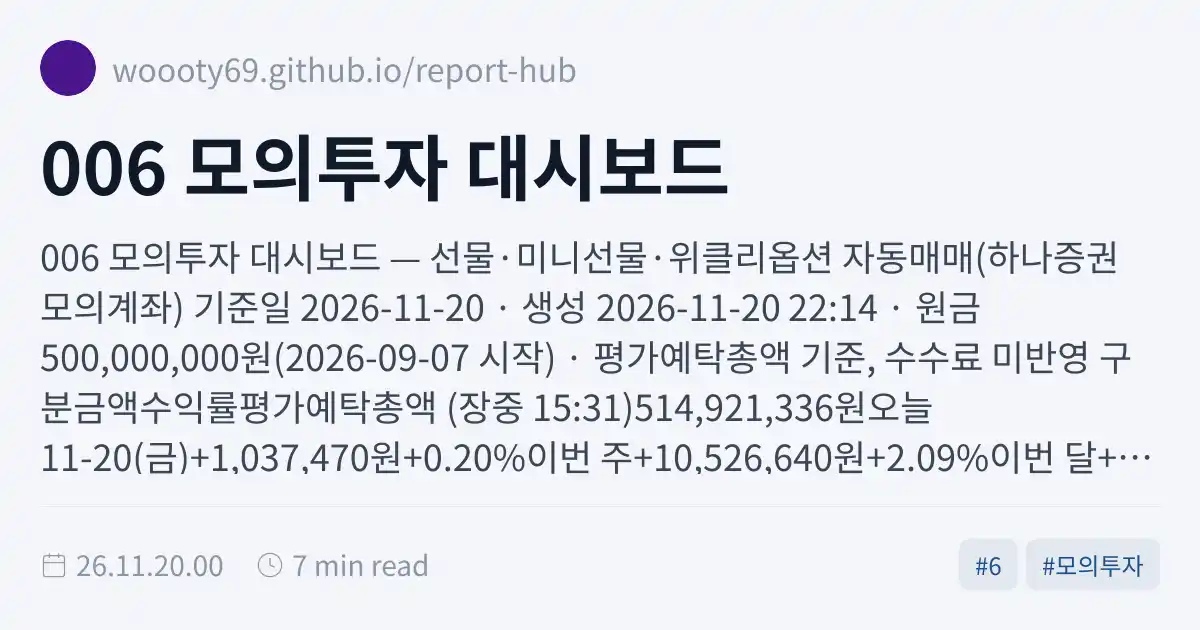 woooty69.github.io/report-hub
006 모의투자 대시보드
006 모의투자 대시보드 — 선물·미니선물·위클리옵션 자동매매(하나증권
모의계좌) 기준일 2026-11-20 · 생성 2026-11-20 22:14 · 원금
500,000,000원(2026-09-07 시작) · 평가예탁총액 기준, 수수료 미반영 구
분금액수익률평가예탁총액 (장중 15:31)514,921,336원오늘
11-20(금)+1,037,470원+0.20%이번 주+10,526,640원+2.09%이번 달+…
26.11.20.00
7 min read
#6
#모의투자